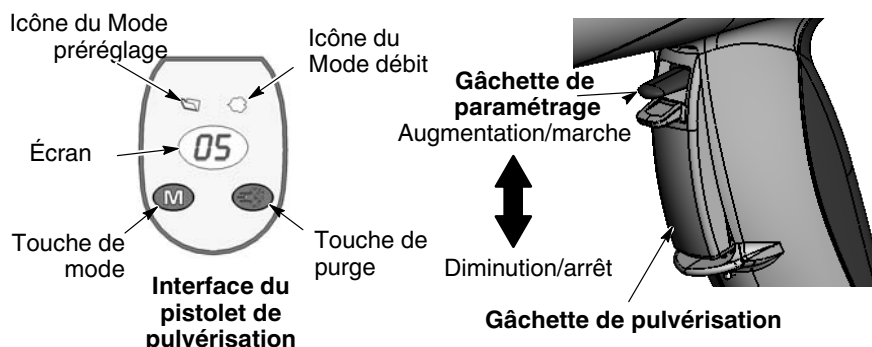 Icône du Mode
préréglage
Icône du
Mode débit
Écran
05
M
Touche de
mode
Touche de
purge
Interface du
pistolet de
pulvérisation
Gâchette de
paramétrage
Augmentation/marche
Diminution/arrêt
Gâchette de pulvérisation